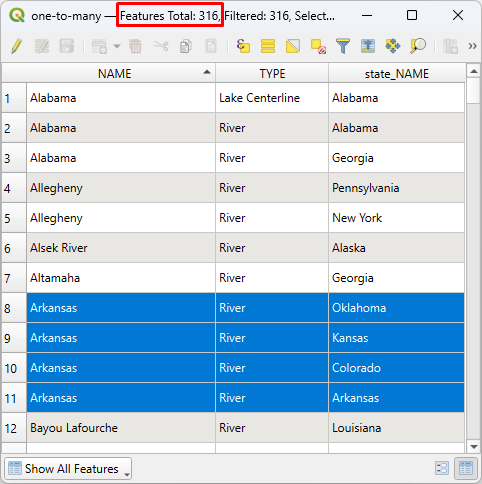 one-to-many — Features Total: 316, Filtered: 316, Select...
NAME TYPE state_NAME
1 Alabama Lake Centerline Alabama
2 Alabama River Alabama
3 Alabama River Georgia
4 Allegheny River Pennsylvania
5 Allegheny River New York
6 Alsek River River Alaska
7 Altamaha River Georgia
8 Arkansas River Oklahoma
9 Arkansas River Kansas
10 Arkansas River Colorado
11 Arkansas River Arkansas
12 Bayou Lafourche River Louisiana
Show All Features